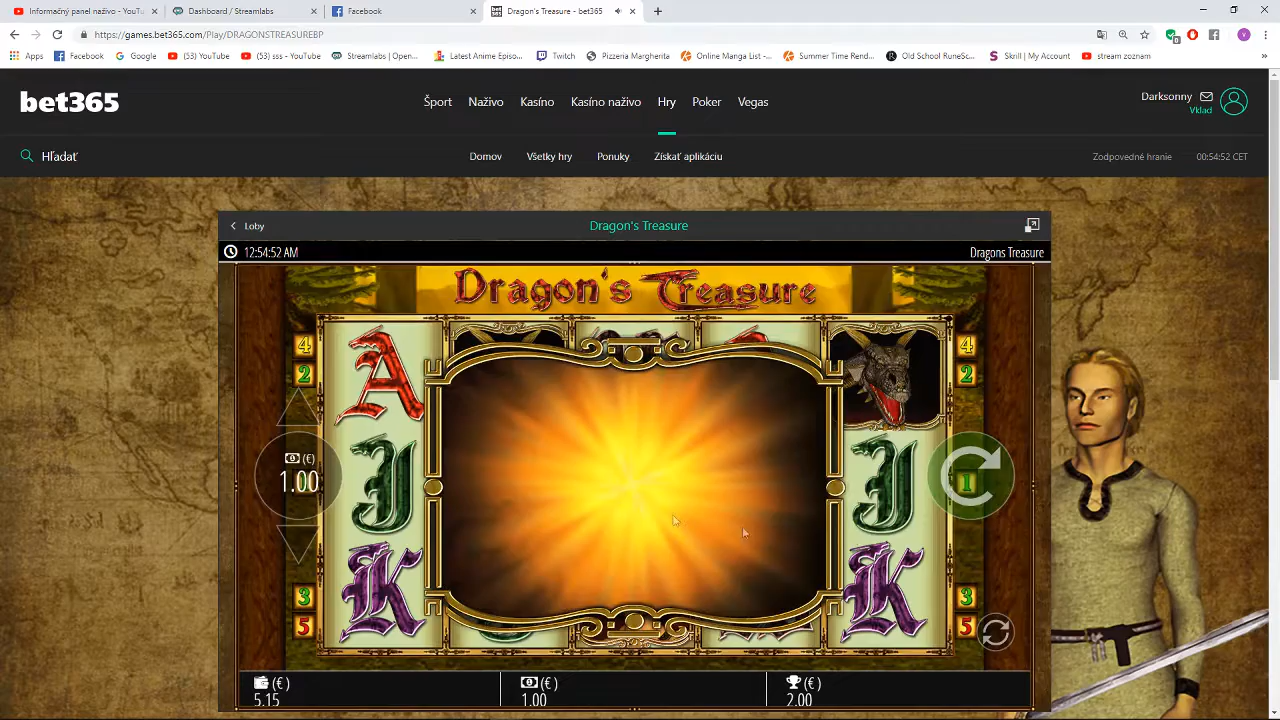 Informačný panel naživo - YouTu
Dashboard / Streamlabs
Facebook
Dragon's Treasure - bet365
https://games.bet365.com/Play/DRAGONSTREASUREBP
Apps
Facebook
Google
(53) YouTube
(53) sss - YouTube
Streamlabs | Open...
Latest Anime Episo...
Twitch
Pizzeria Margherita
Online Manga List -...
Summer Time Rend...
Old School RuneSc...
Skrill | My Account
stream zoznam
»
bet365
Šport
Naživo
Kasíno
Kasíno naživo
Hry
Poker
Vegas
Darksonny
Vklad
Hľadať
Domov
Všetky hry
Ponuky
Získať aplikáciu
Zodpovedné hranie
00:54:52 CET
Loby
Dragon's Treasure
12:54:52 AM
Dragons Treasure
Dragon's Treasure
4
2
A
4
2
(€)
1.00
J
J
1
K
K
3
5
3
5
(€)
5.15
(€)
1.00
(€)
2.00